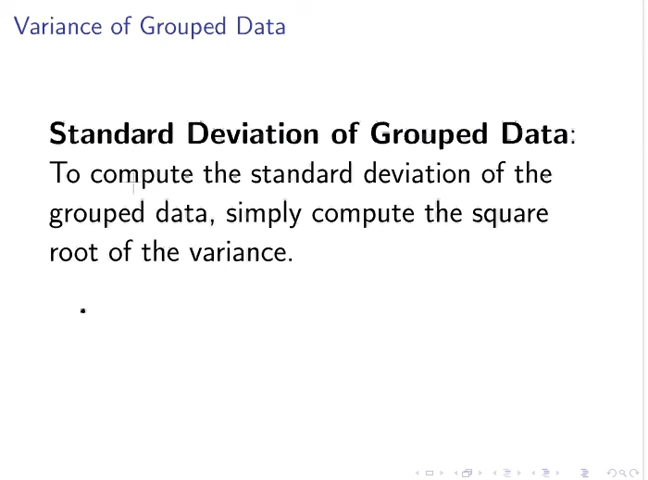 Variance of Grouped Data
Standard Deviation of Grouped Data:
To compute the standard deviation of the
grouped data, simply compute the square
root of the variance.